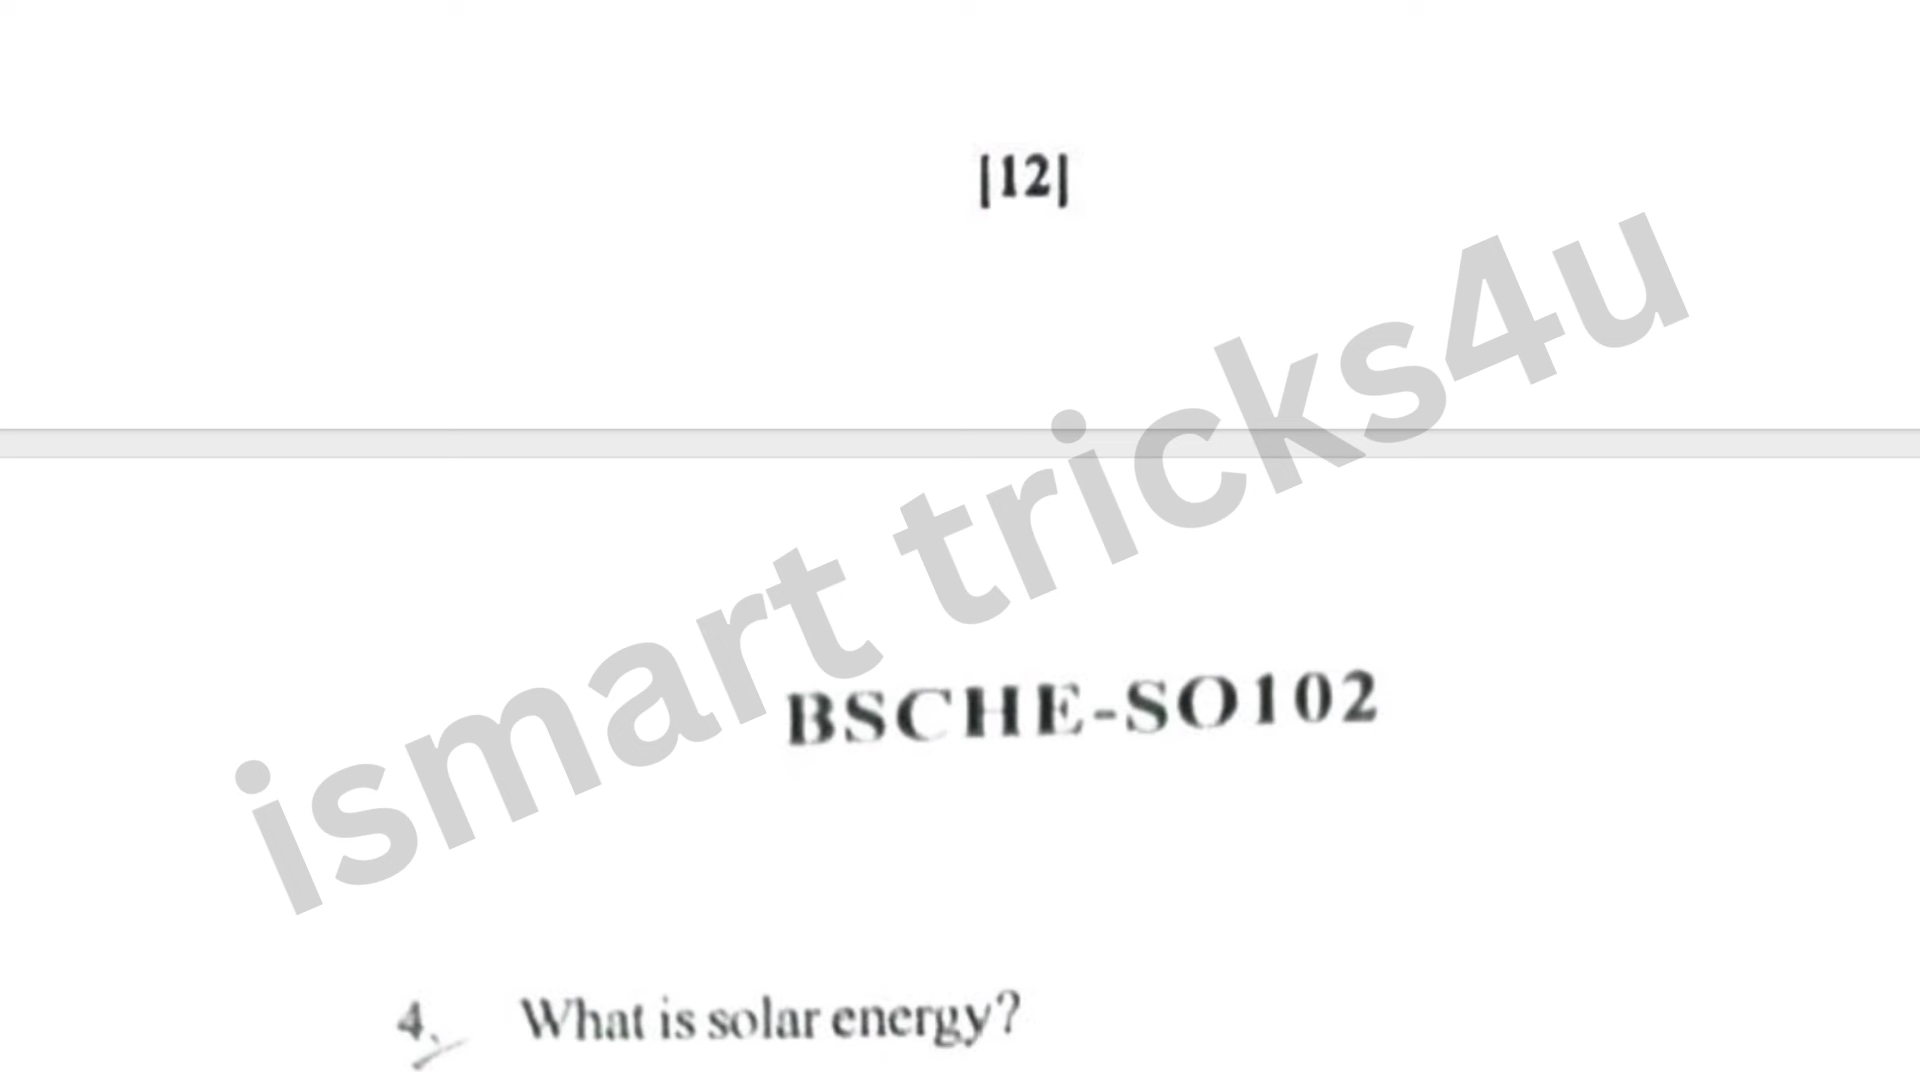 |12|
ismart tricks4u
BSCHE-SO102
4. What is solar energy?